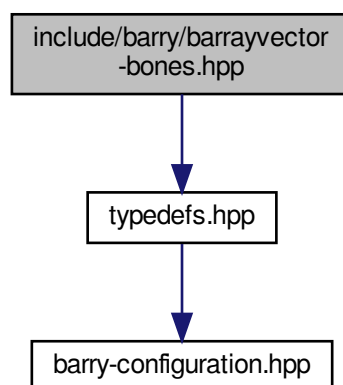 include/barry/barrayvector
-bones.hpp
typedefs.hpp
barry-configuration.hpp